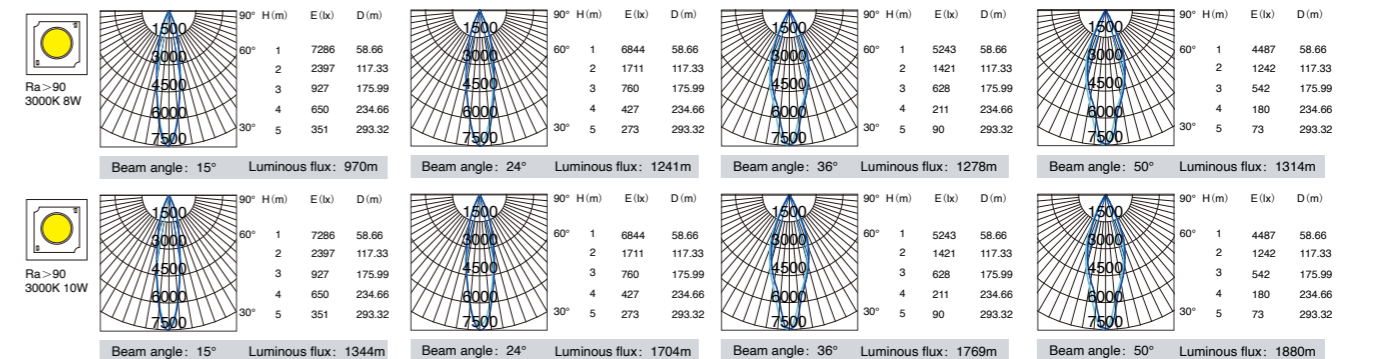 Ra>90
3000K 8W
1500
3000
4500
6000
7500
90° H(m) E(lx) D(m)
60° 1 7286 58.66
2 2397 117.33
3 927 175.99
4 650 234.66
30° 5 351 293.32
Beam angle: 15° Luminous flux: 970m
1500
3000
4500
6000
7500
90° H(m) E(lx) D(m)
60° 1 6844 58.66
2 1711 117.33
3 760 175.99
4 427 234.66
30° 5 273 293.32
Beam angle: 24° Luminous flux: 1241m
1500
3000
4500
6000
7500
90° H(m) E(lx) D(m)
60° 1 5243 58.66
2 1421 117.33
3 628 175.99
4 211 234.66
30° 5 90 293.32
Beam angle: 36° Luminous flux: 1278m
1500
3000
4500
6000
7500
90° H(m) E(lx) D(m)
60° 1 4487 58.66
2 1242 117.33
3 542 175.99
4 180 234.66
30° 5 73 293.32
Beam angle: 50° Luminous flux: 1314m
Ra>90
3000K 10W
1500
3000
4500
6000
7500
90° H(m) E(lx) D(m)
60° 1 7286 58.66
2 2397 117.33
3 927 175.99
4 650 234.66
30° 5 351 293.32
Beam angle: 15° Luminous flux: 1344m
1500
3000
4500
6000
7500
90° H(m) E(lx) D(m)
60° 1 6844 58.66
2 1711 117.33
3 760 175.99
4 427 234.66
30° 5 273 293.32
Beam angle: 24° Luminous flux: 1704m
1500
3000
4500
6000
7500
90° H(m) E(lx) D(m)
60° 1 5243 58.66
2 1421 117.33
3 628 175.99
4 211 234.66
30° 5 90 293.32
Beam angle: 36° Luminous flux: 1769m
1500
3000
4500
6000
7500
90° H(m) E(lx) D(m)
60° 1 4487 58.66
2 1242 117.33
3 542 175.99
4 180 234.66
30° 5 73 293.32
Beam angle: 50° Luminous flux: 1880m